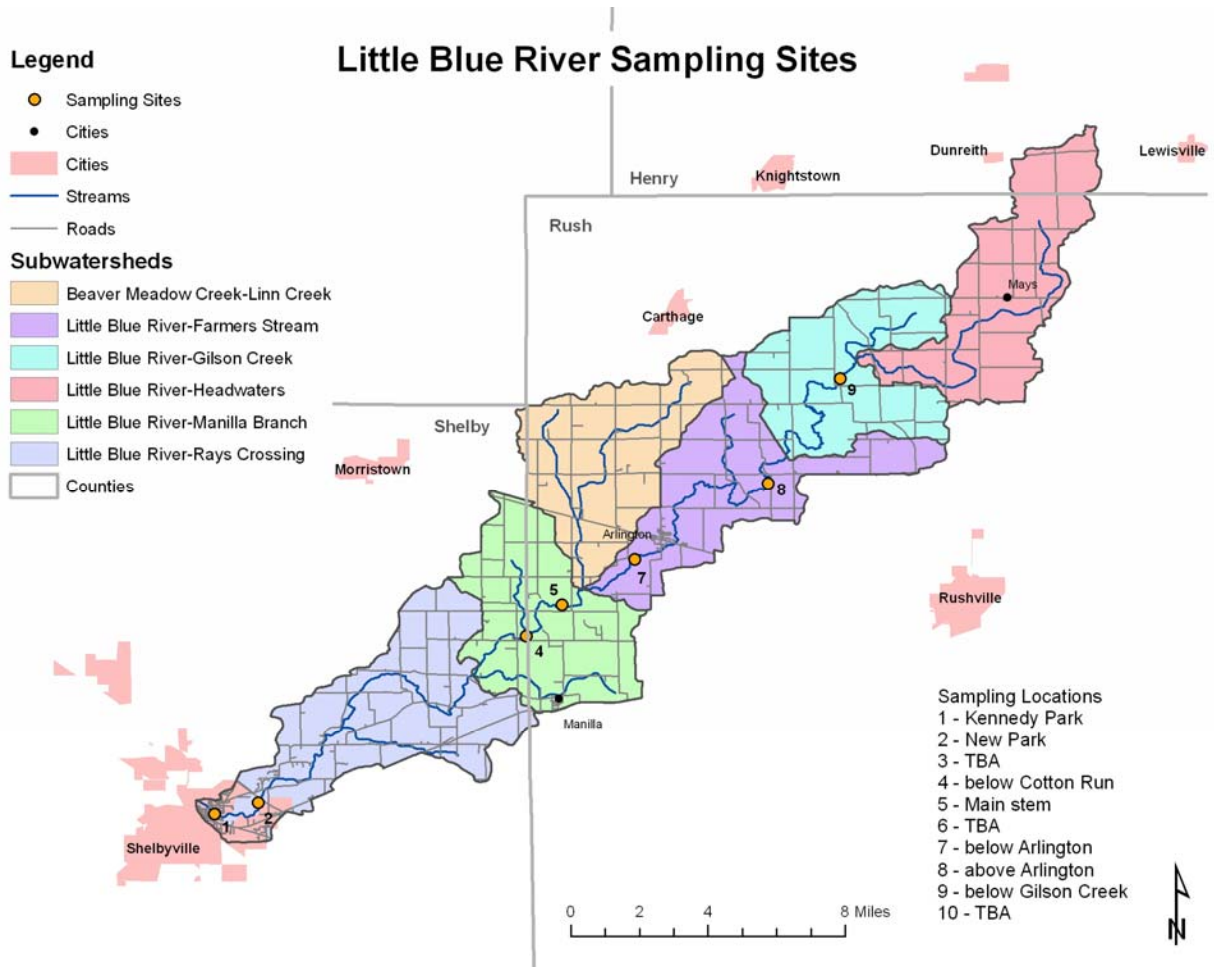 Little Blue River Sampling Sites
Legend
Sampling Sites
Cities
Cities
Streams
Roads
Subwatersheds
Beaver Meadow Creek-Linn Creek
Little Blue River-Farmers Stream
Little Blue River-Gilson Creek
Little Blue River-Headwaters
Little Blue River-Manilla Branch
Little Blue River-Rays Crossing
Counties
Henry
Rush
Shelby
Knightstown
Dunreith
Lewisville
Mays
Carthage
9
Morristown
8
Arlington
7
5
4
Rushville
Manilla
1
2
Shelbyville
Sampling Locations
1 - Kennedy Park
2 - New Park
3 - TBA
4 - below Cotton Run
5 - Main stem
6 - TBA
7 - below Arlington
8 - above Arlington
9 - below Gilson Creek
10 - TBA
0 2 4 8 Miles
N